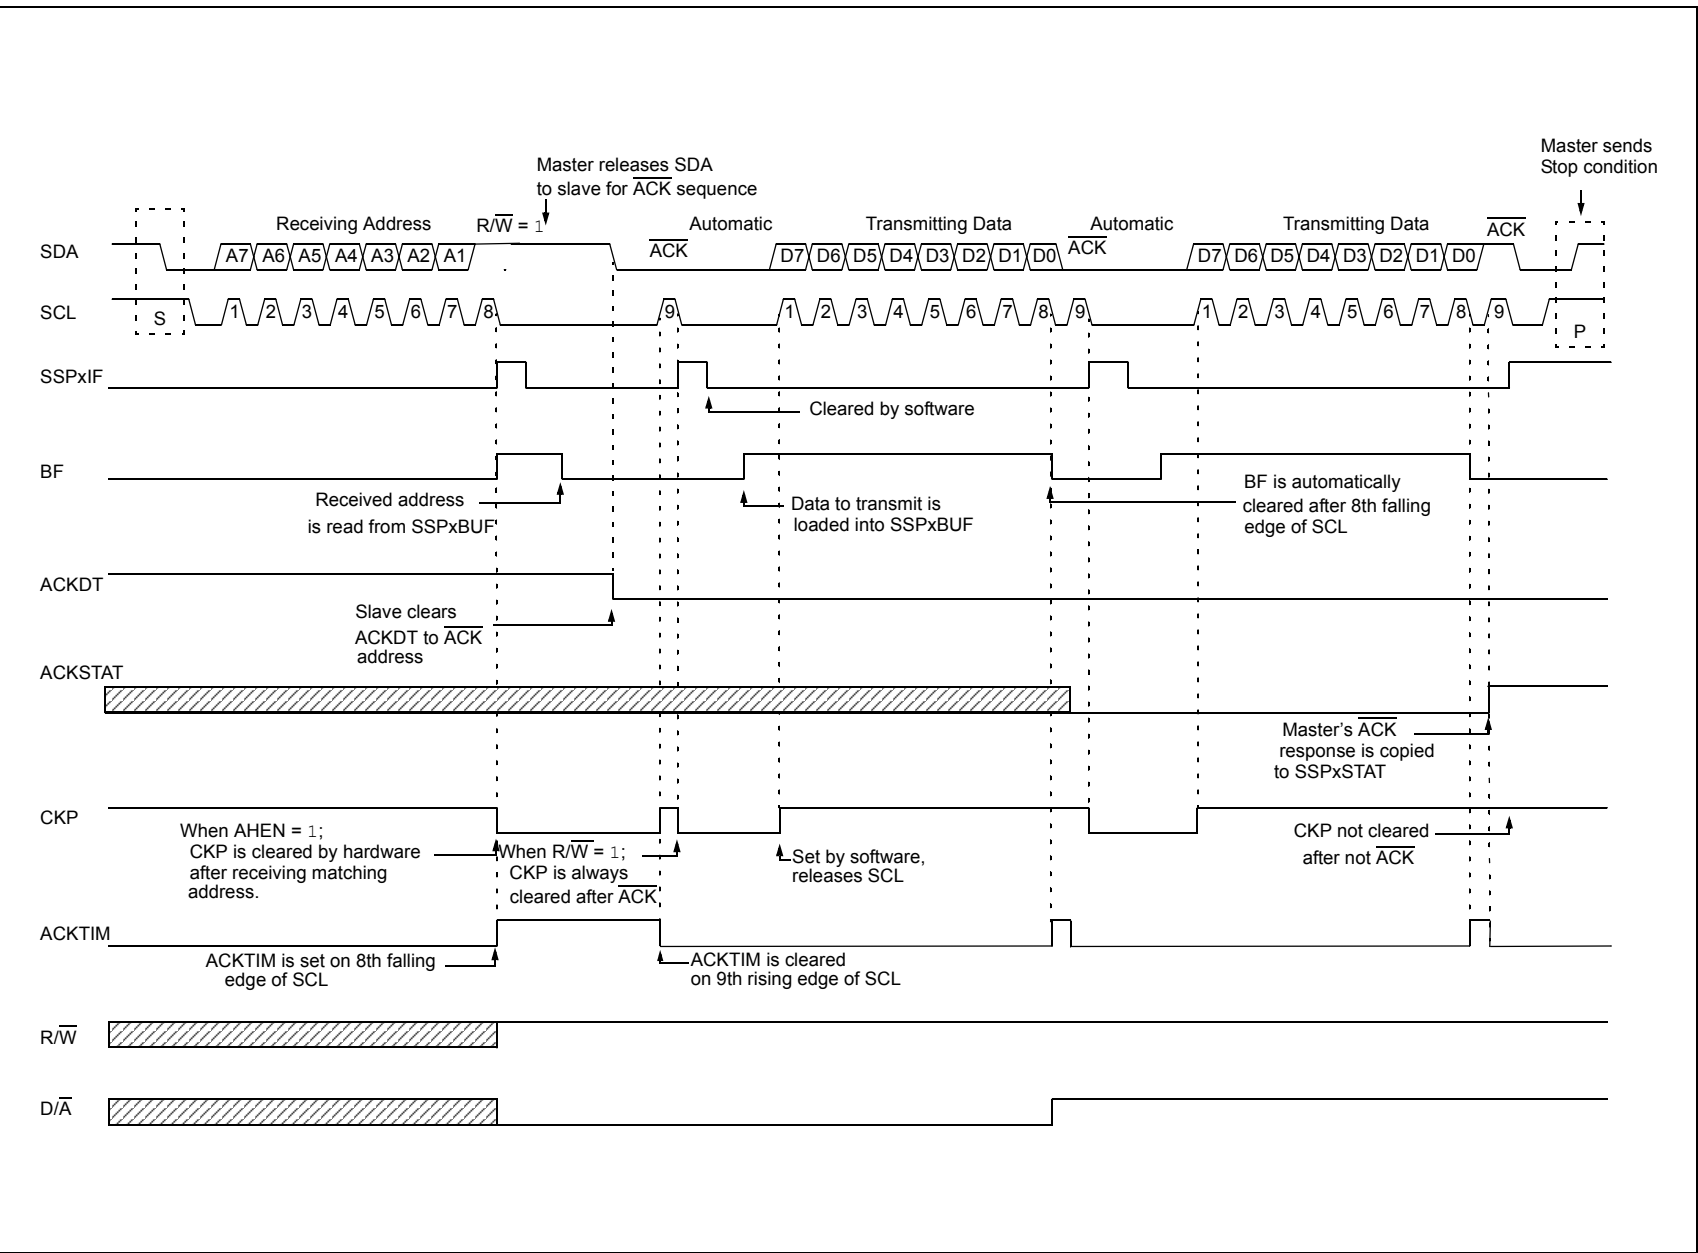 Master sends
Stop condition
Master releases SDA
to slave for ACK sequence
Receiving Address
R/W = 1
Automatic
Transmitting Data
Automatic
Transmitting Data
ACK
ACK
ACK
SDA
A7 A6 A5 A4 A3 A2 A1
D7 D6 D5 D4 D3 D2 D1 D0
D7 D6 D5 D4 D3 D2 D1 D0
SCL
S
1 2 3 4 5 6 7 8
9
1 2 3 4 5 6 7 8 9
1 2 3 4 5 6 7 8 9
P
SSPxIF
Cleared by software
BF
Received address
is read from SSPxBUF
Data to transmit is
loaded into SSPxBUF
BF is automatically
cleared after 8th falling
edge of SCL
ACKDT
Slave clears
ACKDT to ACK
address
ACKSTAT
Master's ACK
response is copied
to SSPxSTAT
CKP
When AHEN = 1;
CKP is cleared by hardware
after receiving matching
address.
When R/W = 1;
CKP is always
cleared after ACK
Set by software,
releases SCL
CKP not cleared
after not ACK
ACKTIM
ACKTIM is set on 8th falling
edge of SCL
ACKTIM is cleared
on 9th rising edge of SCL
R/W
D/A